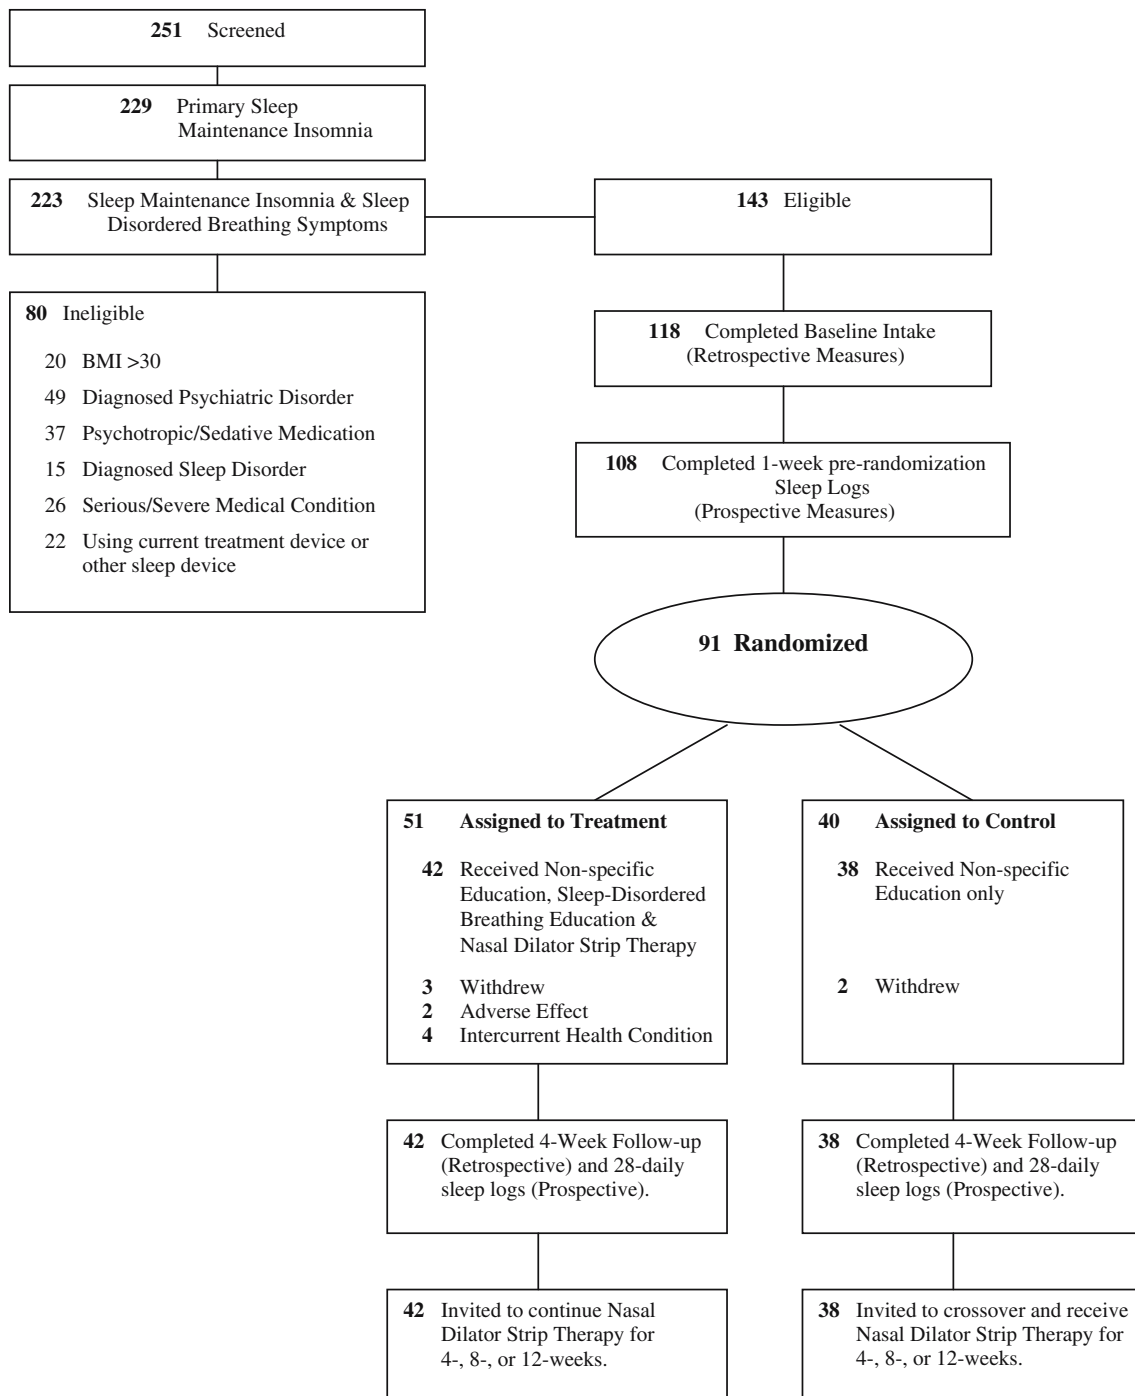 251 Screened
229 Primary Sleep
Maintenance Insomnia
223 Sleep Maintenance Insomnia & Sleep
Disordered Breathing Symptoms
143 Eligible
80 Ineligible
20 BMI >30
49 Diagnosed Psychiatric Disorder
37 Psychotropic/Sedative Medication
15 Diagnosed Sleep Disorder
26 Serious/Severe Medical Condition
22 Using current treatment device or
other sleep device
118 Completed Baseline Intake
(Retrospective Measures)
108 Completed 1-week pre-randomization
Sleep Logs
(Prospective Measures)
91 Randomized
51 Assigned to Treatment
42 Received Non-specific
Education, Sleep-Disordered
Breathing Education &
Nasal Dilator Strip Therapy
3 Withdrew
2 Adverse Effect
4 Intercurrent Health Condition
40 Assigned to Control
38 Received Non-specific
Education only
2 Withdrew
42 Completed 4-Week Follow-up
(Retrospective) and 28-daily
sleep logs (Prospective).
38 Completed 4-Week Follow-up
(Retrospective) and 28-daily
sleep logs (Prospective).
42 Invited to continue Nasal
Dilator Strip Therapy for
4-, 8-, or 12-weeks.
38 Invited to crossover and receive
Nasal Dilator Strip Therapy for
4-, 8-, or 12-weeks.